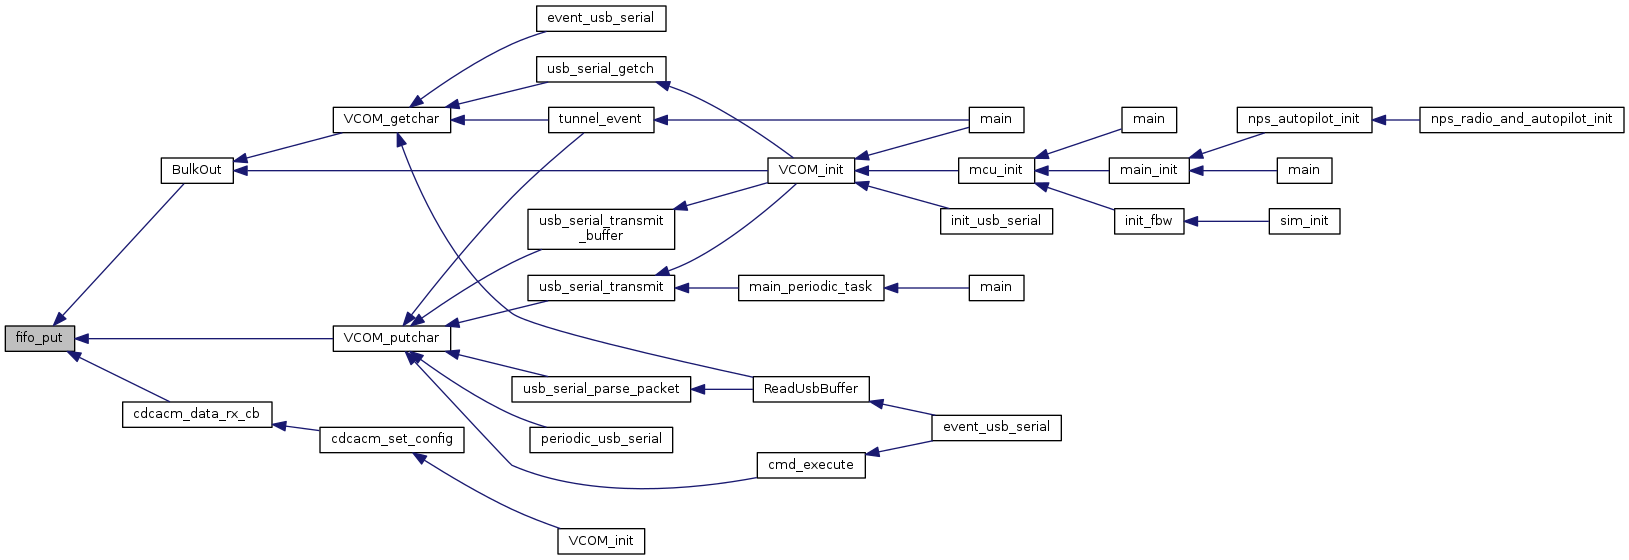 event_usb_serial
usb_serial_getch
VCOM_getchar
tunnel_event
main
main
nps_autopilot_init
nps_radio_and_autopilot_init
BulkOut
VCOM_init
mcu_init
main_init
main
usb_serial_transmit
_buffer
init_usb_serial
init_fbw
sim_init
usb_serial_transmit
main_periodic_task
main
fifo_put
VCOM_putchar
usb_serial_parse_packet
ReadUsbBuffer
cdcacm_data_rx_cb
cdcacm_set_config
periodic_usb_serial
event_usb_serial
cmd_execute
VCOM_init